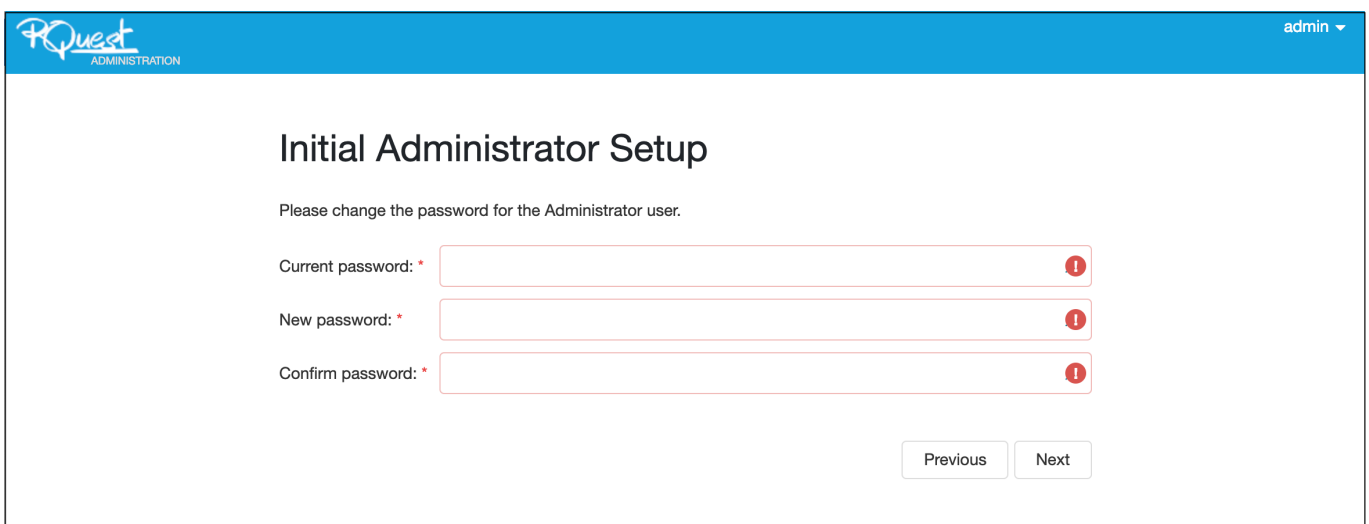 RQuest
ADMINISTRATION
admin
Initial Administrator Setup
Please change the password for the Administrator user.
Current password: *
New password: *
Confirm password: *
Previous
Next